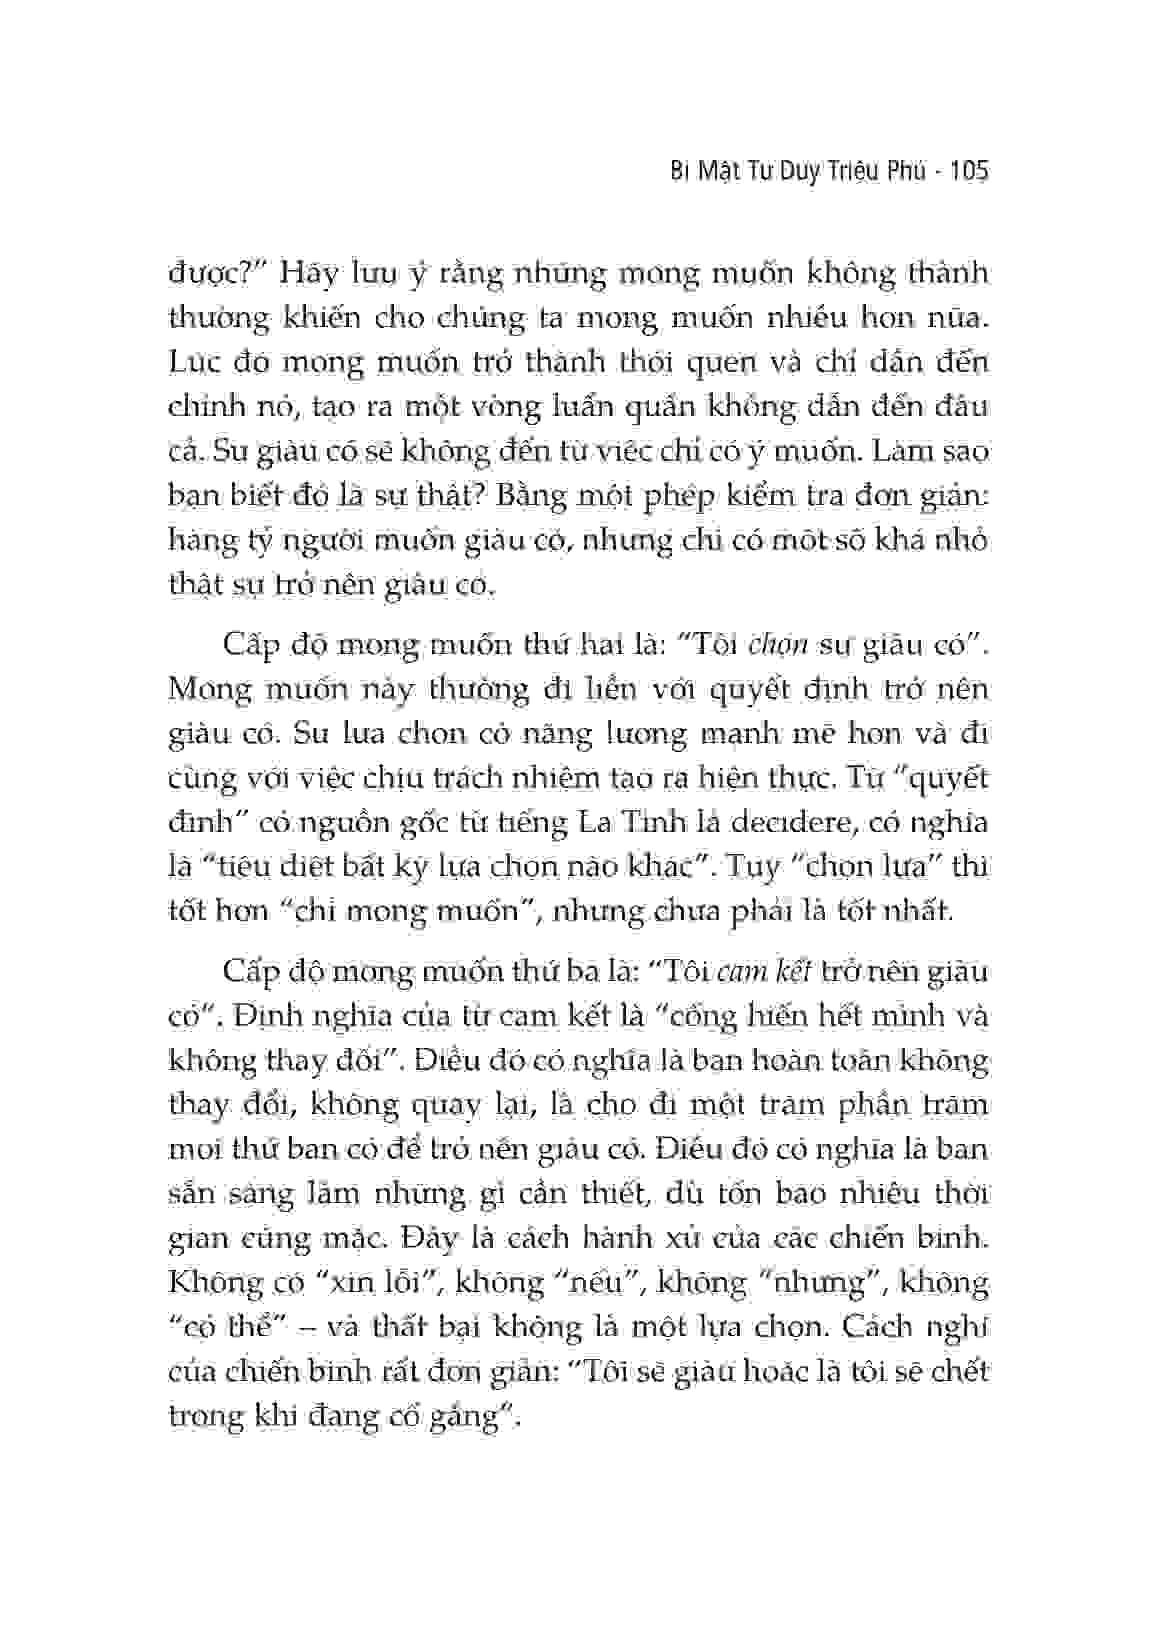 Bí Mật Tư Duy Triệu Phú - 105
được?” Hãy lưu ý rằng những mong muốn không thành
thường khiến cho chúng ta mong muốn nhiều hơn nữa.
Lúc đó mong muốn trở thành thói quen và chỉ dẫn đến
chính nó, tạo ra một vòng luẩn quẩn không dẫn đến đâu
cả. Sự giàu có sẽ không đến từ việc chỉ có ý muốn. Làm sao
bạn biết đó là sự thật? Bằng một phép kiểm tra đơn giản:
hàng tỷ người muốn giàu có, nhưng chỉ có một số khá nhỏ
thật sự trở nên giàu có.
Cấp độ mong muốn thứ hai là: “Tôi chọn sự giàu có”.
Mong muốn này thường đi liền với quyết định trở nên
giàu có. Sự lựa chọn có năng lượng mạnh mẽ hơn và đi
cùng với việc chịu trách nhiệm tạo ra hiện thực. Từ “quyết
định” có nguồn gốc từ tiếng La Tinh là decidere, có nghĩa
là “tiêu diệt bất kỳ lựa chọn nào khác”. Tuy “chọn lựa” thì
tốt hơn “chỉ mong muốn”, nhưng chưa phải là tốt nhất.
Cấp độ mong muốn thứ ba là: “Tôi cam kết trở nên giàu
có”. Định nghĩa của từ cam kết là “cống hiến hết mình và
không thay đổi”. Điều đó có nghĩa là bạn hoàn toàn không
thay đổi, không quay lại, là cho đi một trăm phần trăm
mọi thứ bạn có để trở nên giàu có. Điều đó có nghĩa là bạn
sẵn sàng làm những gì cần thiết, dù tốn bao nhiêu thời
gian cũng mặc. Đây là cách hành xử của các chiến binh.
Không có “xin lỗi”, không “nếu”, không “nhưng”, không
“có thể” – và thất bại không là một lựa chọn. Cách nghĩ
của chiến binh rất đơn giản: “Tôi sẽ giàu hoặc là tôi sẽ chết
trong khi đang cố gắng”.